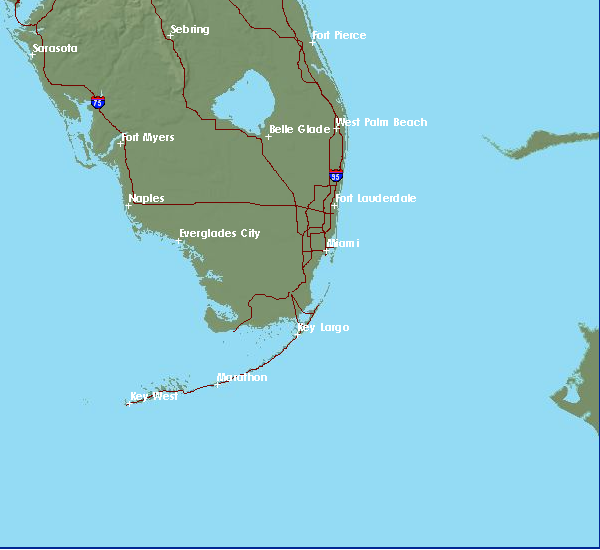 Sebring
Fort Pierce
Sarasota
75
West Palm Beach
Belle Glade
Fort Myers
95
Naples
Fort Lauderdale
Everglades City
Miami
Key Largo
Marathon
Key West